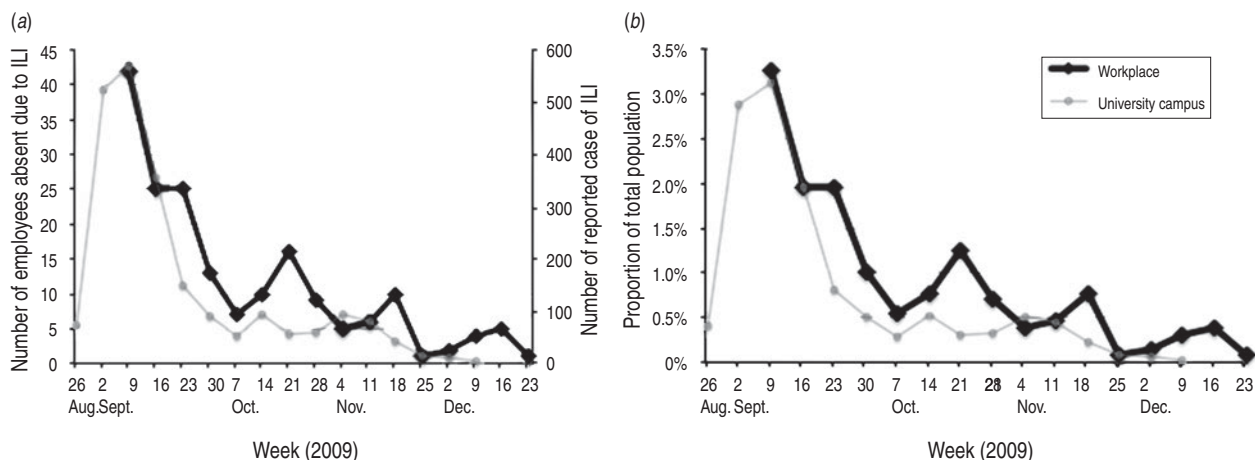 (a)
Number of employees absent due to ILI
45
40
35
30
25
20
15
10
5
0
600
500
400
300
200
100
0
Number of reported case of ILI
26 2 9 16 23 30 7 14 21 28 4 11 18 25 2 9 16 23
Aug. Sept. Oct. Nov. Dec.
Week (2009)
(b)
Proportion of total population
3.5%
3.0%
2.5%
2.0%
1.5%
1.0%
0.5%
0%
Workplace
University campus
26 2 9 16 23 30 7 14 21 28 4 11 18 25 2 9 16 23
Aug. Sept. Oct. Nov. Dec.
Week (2009)